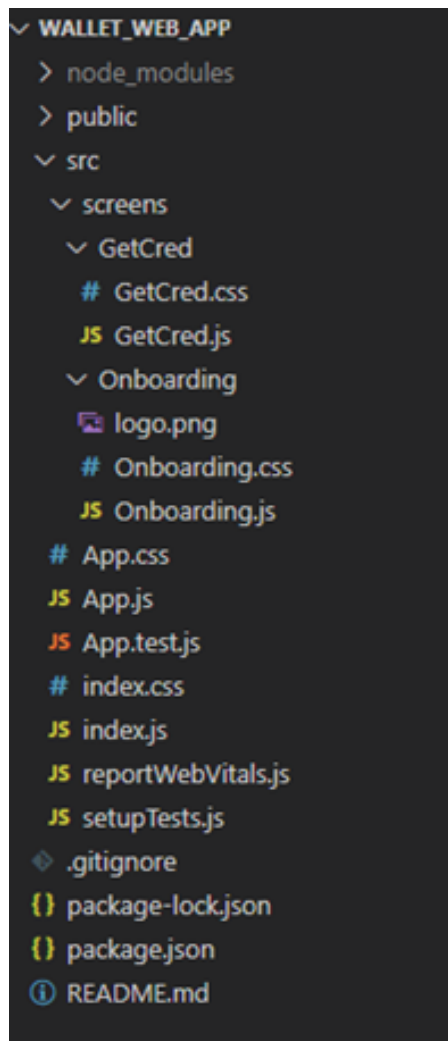 WALLET_WEB_APP
node_modules
public
src
screens
GetCred
# GetCred.css
JS GetCred.js
Onboarding
logo.png
# Onboarding.css
JS Onboarding.js
# App.css
JS App.js
JS App.test.js
# index.css
JS index.js
JS reportWebVitals.js
JS setupTests.js
.gitignore
{} package-lock.json
{} package.json
README.md